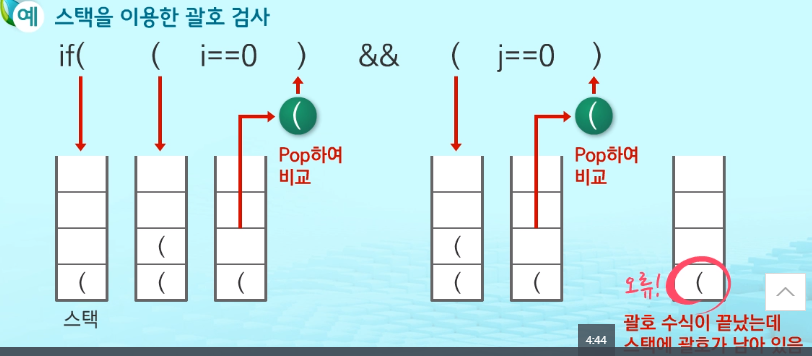 예 스택을 이용한 괄호 검사
if( ( i==0 ) && ( j==0 )
( (
Pop하여
비교
Pop하여
비교
( (
( ( ( ( ( (
오류!
스택
4:44
괄호 수식이 끝났는데
스택에 괄호가 남아 있음